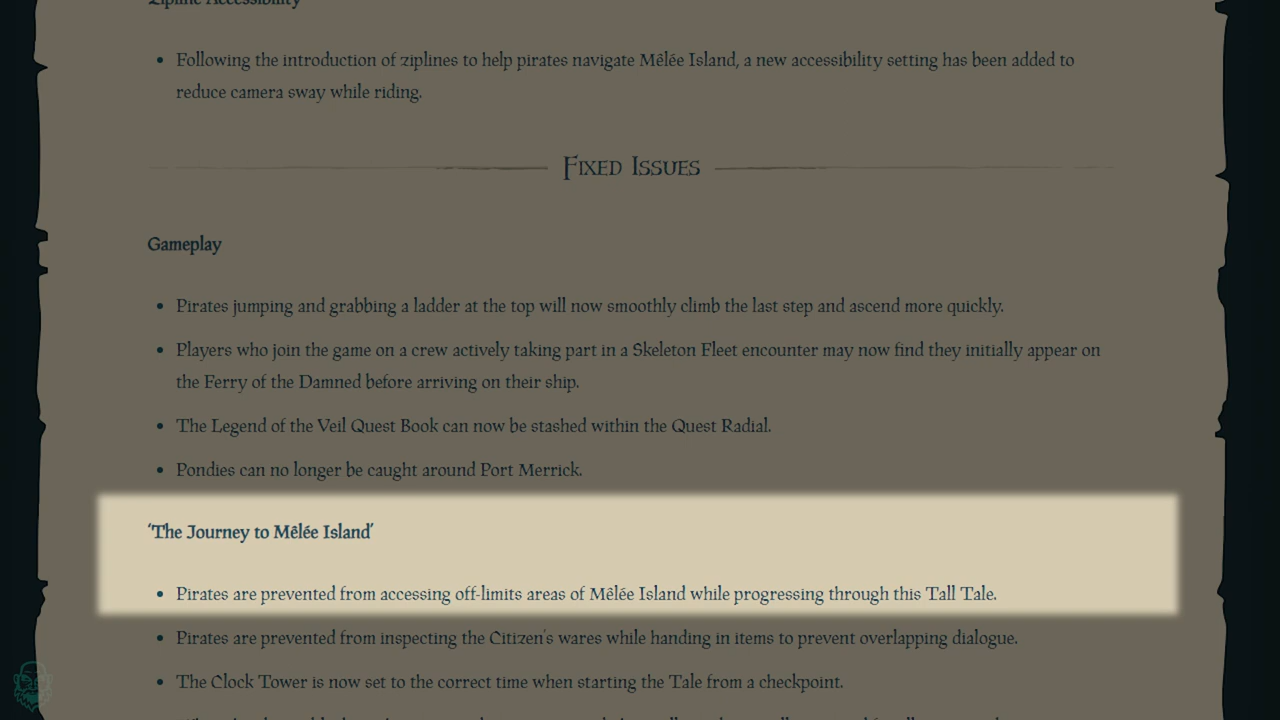 Zipline Accessibility
Following the introduction of ziplines to help pirates navigate Mêlée Island, a new accessibility setting has been added to
reduce camera sway while riding.
Fixed Issues
Gameplay
Pirates jumping and grabbing a ladder at the top will now smoothly climb the last step and ascend more quickly.
Players who join the game on a crew actively taking part in a Skeleton Fleet encounter may now find they initially appear on
the Ferry of the Damned before arriving on their ship.
The Legend of the Veil Quest Book can now be stashed within the Quest Radial.
Pondies can no longer be caught around Port Merrick.
‘The Journey to Mêlée Island’
Pirates are prevented from accessing off-limits areas of Mêlée Island while progressing through this Tall Tale.
Pirates are prevented from inspecting the Citizen's wares while handing in items to prevent overlapping dialogue.
The Clock Tower is now set to the correct time when starting the Tale from a checkpoint.